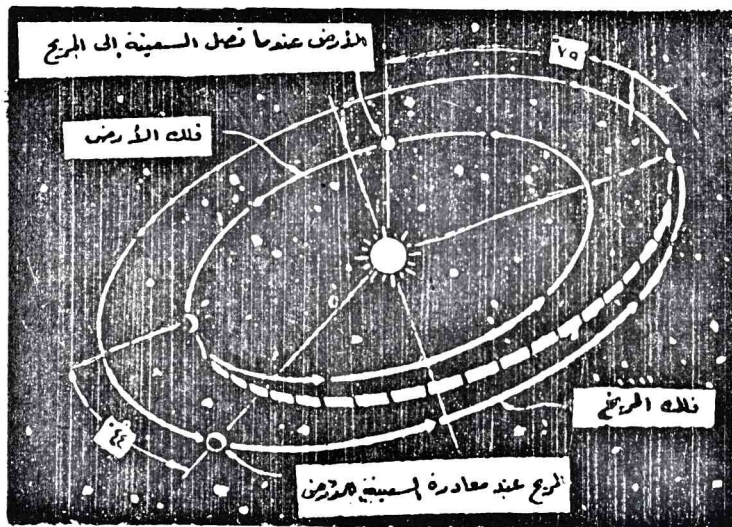 الأرض عندما تصل السفينة إلى المريخ
٧٥
فلك الأرض
فلك المريخ
٤٤
المريخ عند مغادرة السفينة للأرض